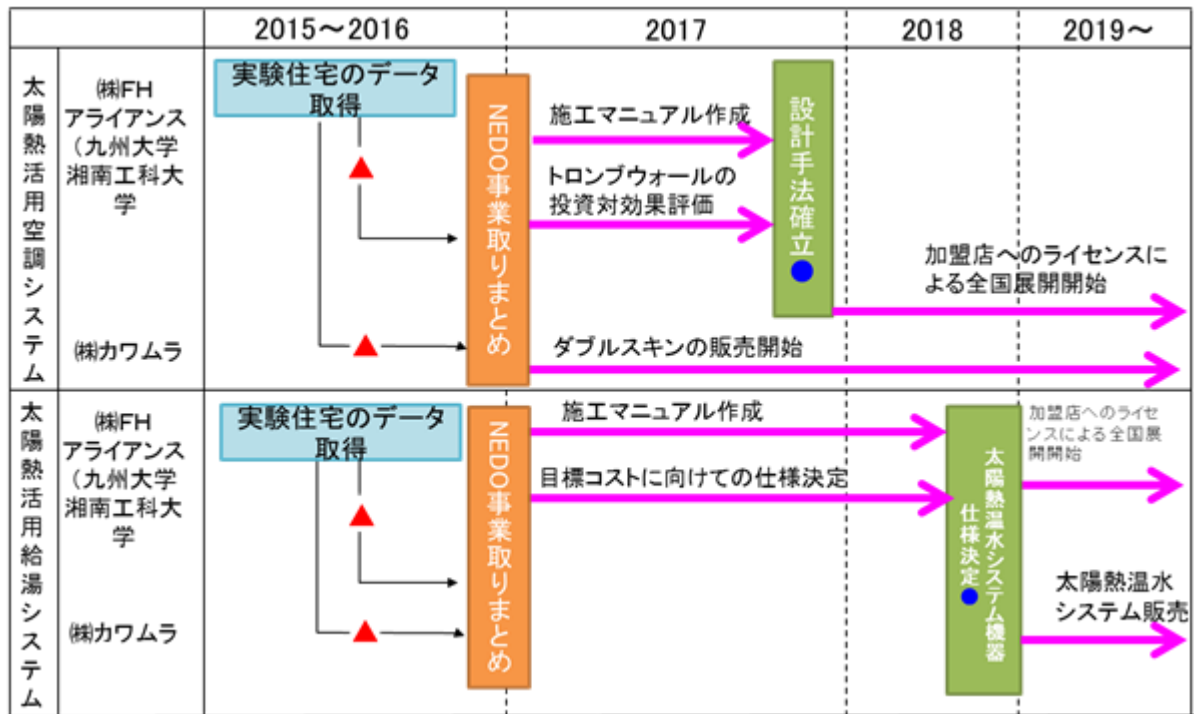 2015～2016
2017
2018
2019～
太陽熱活用空調システム
㈱FH
アライアンス
（九州大学
湘南工科大
学
㈱カワムラ
実験住宅のデータ
取得
NEDO事業取りまとめ
施工マニュアル作成
トロンブウォールの
投資対効果評価
設計手法確立
加盟店へのライセンスに
よる全国展開開始
ダブルスキンの販売開始
太陽熱活用給湯システム
㈱FH
アライアンス
（九州大学
湘南工科大
学
㈱カワムラ
実験住宅のデータ
取得
NEDO事業取りまとめ
施工マニュアル作成
目標コストに向けての仕様決定
太陽熱温水システム機器
仕様決定
加盟店へのライセ
ンスによる全国展
開開始
太陽熱温水
システム販売